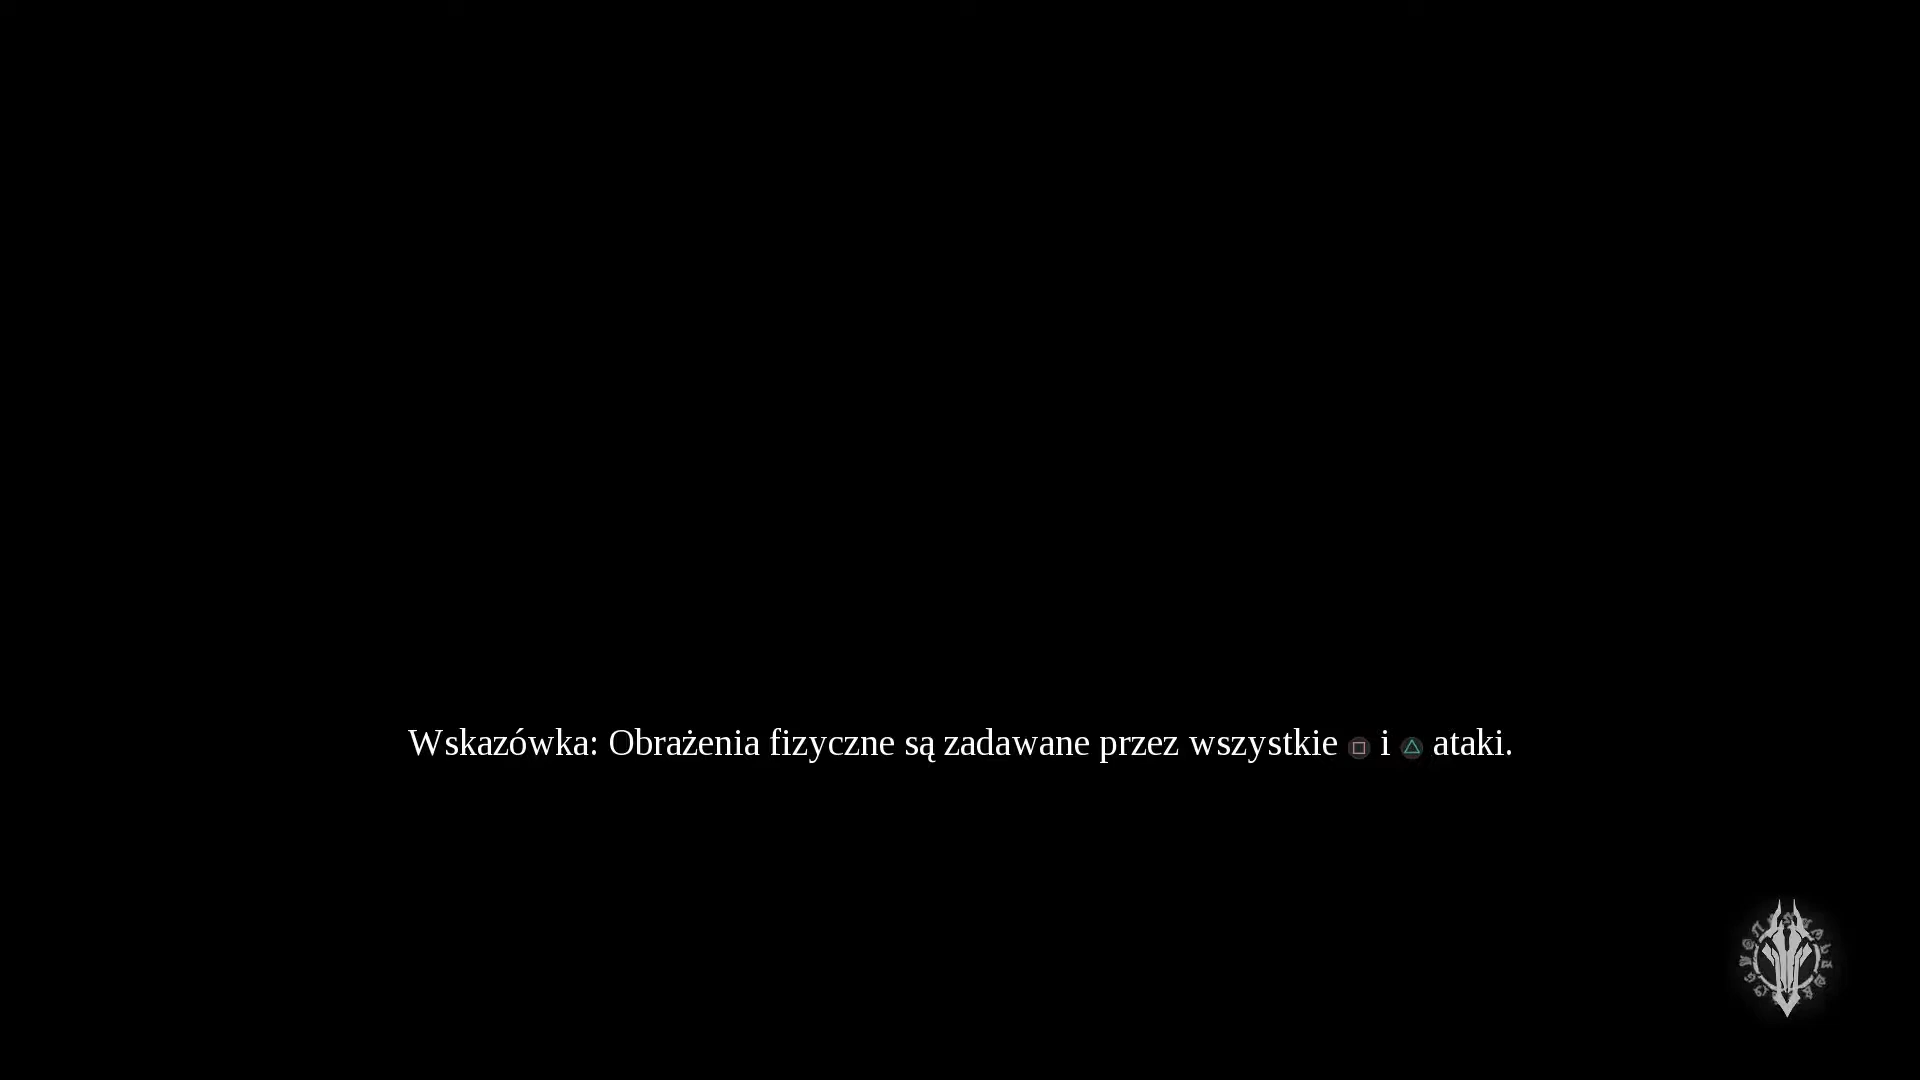 Wskazówka: Obrażenia fizyczne są zadawane przez wszystkie □ i △ ataki.